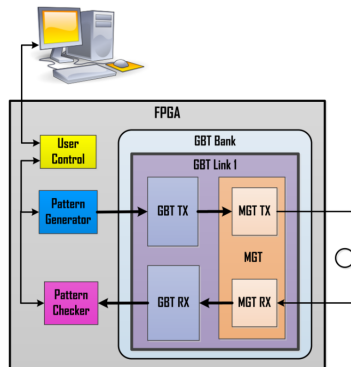 FPGA
User
Control
GBT Bank
GBT Link 1
Pattern
Generator
GBT TX
MGT TX
MGT
Pattern
Checker
GBT RX
MGT RX